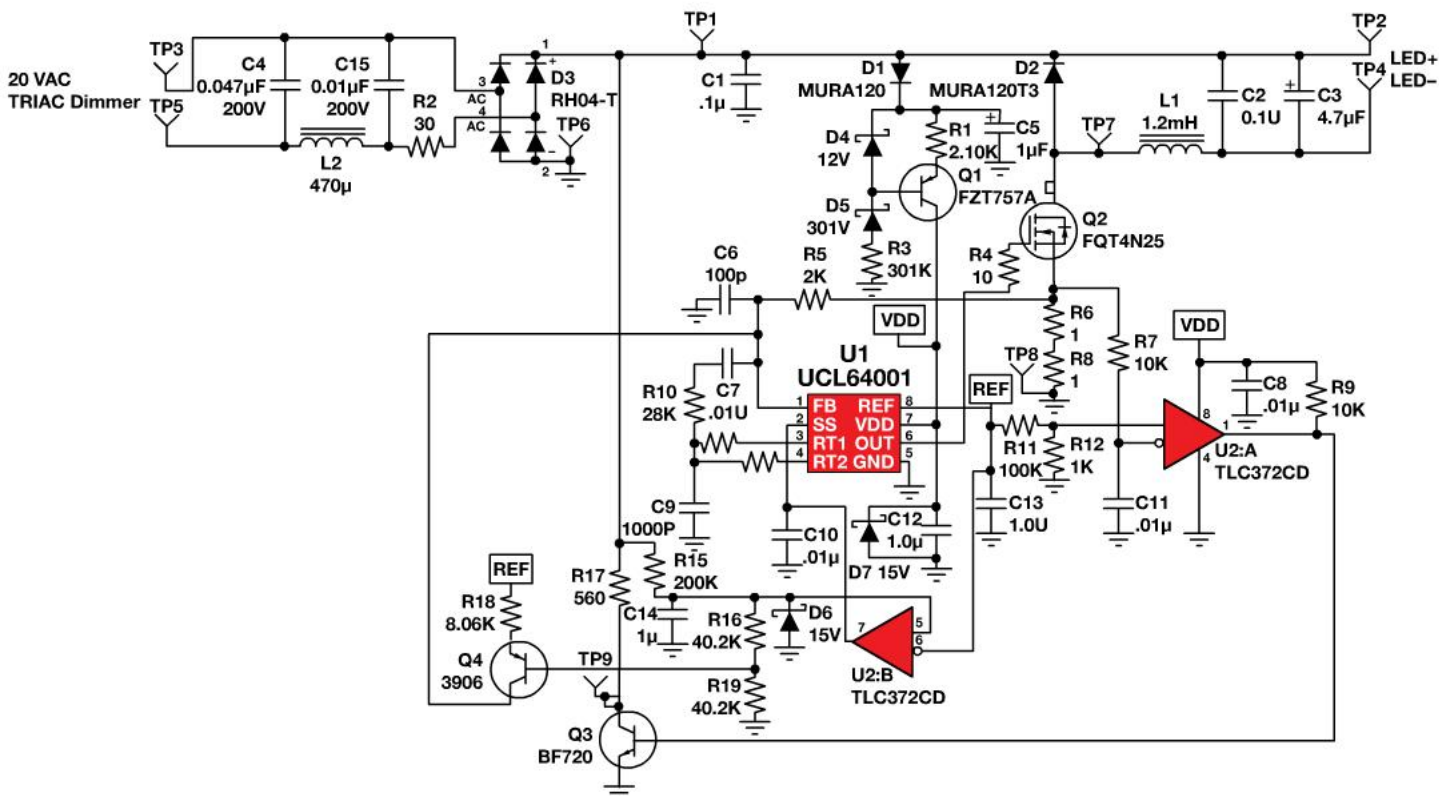 TP1
TP2
TP3
C4
0.047µF
200V
C15
0.01µF
200V
1
+
D3
RH04-T
3
AC
4
AC
2
–
TP6
20 VAC
TRIAC Dimmer
TP5
R2
30
L2
470µ
C1
.1µ
D1
MURA120
D2
MURA120T3
LED+
LED–
TP4
L1
1.2mH
C2
0.1U
C3
4.7µF
+
TP7
D4
12V
R1
2.10K
+
C5
1µF
Q1
FZT757A
D5
301V
R3
301K
Q2
FQT4N25
R4
10
C6
100p
R5
2K
VDD
R6
1
R8
1
TP8
R7
10K
VDD
C8
.01µ
R9
10K
U1
UCL64001
R10
28K
C7
.01U
1 FB REF 8
2 SS VDD 7
3 RT1 OUT 6
4 RT2 GND 5
REF
R11
100K
R12
1K
8
1
4
U2:A
TLC372CD
C9
1000P
C10
.01µ
C12
1.0µ
D7 15V
C13
1.0U
C11
.01µ
REF
R18
8.06K
R17
560
R15
200K
C14
1µ
R16
40.2K
D6
15V
7
5
6
U2:B
TLC372CD
Q4
3906
TP9
R19
40.2K
Q3
BF720